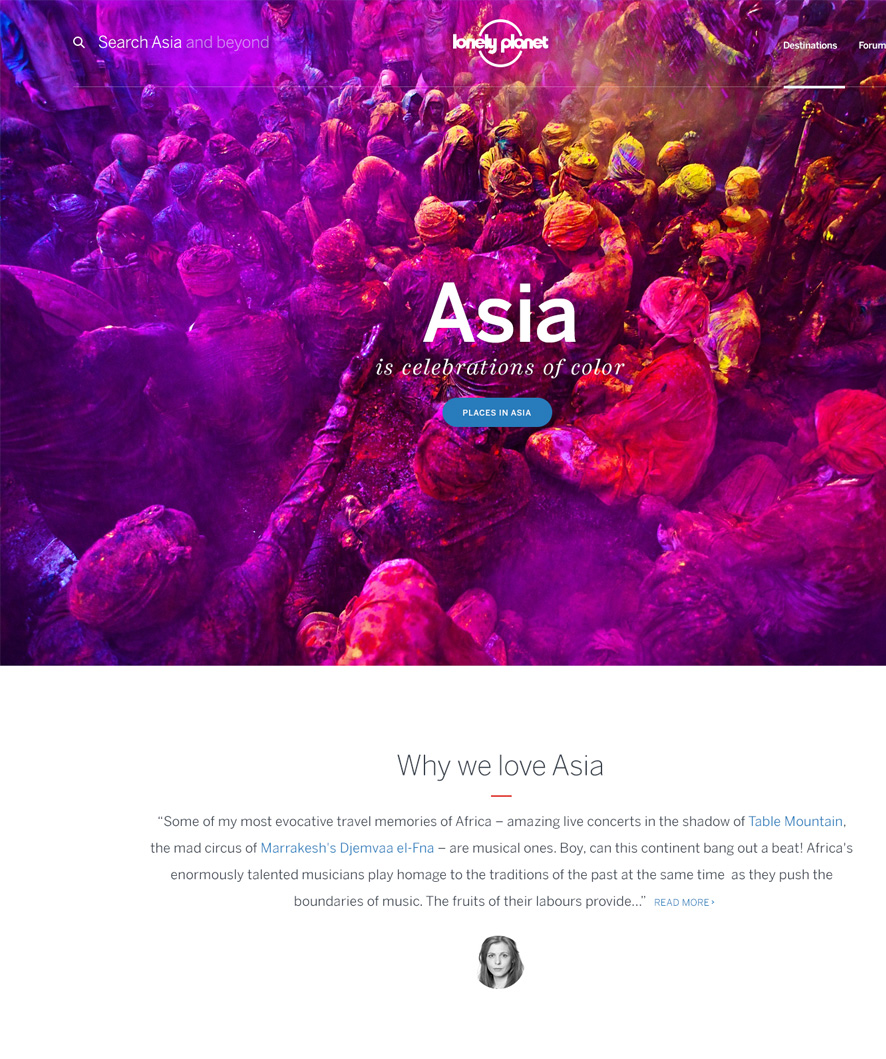 Search Asia and beyond
lonely planet
Destinations
Forum
Asia
is celebrations of color
PLACES IN ASIA
Why we love Asia
“Some of my most evocative travel memories of Africa – amazing live concerts in the shadow of Table Mountain,
the mad circus of Marrakesh's Djemvaa el-Fna – are musical ones. Boy, can this continent bang out a beat! Africa's
enormously talented musicians play homage to the traditions of the past at the same time as they push the
boundaries of music. The fruits of their labours provide...” READ MORE ›